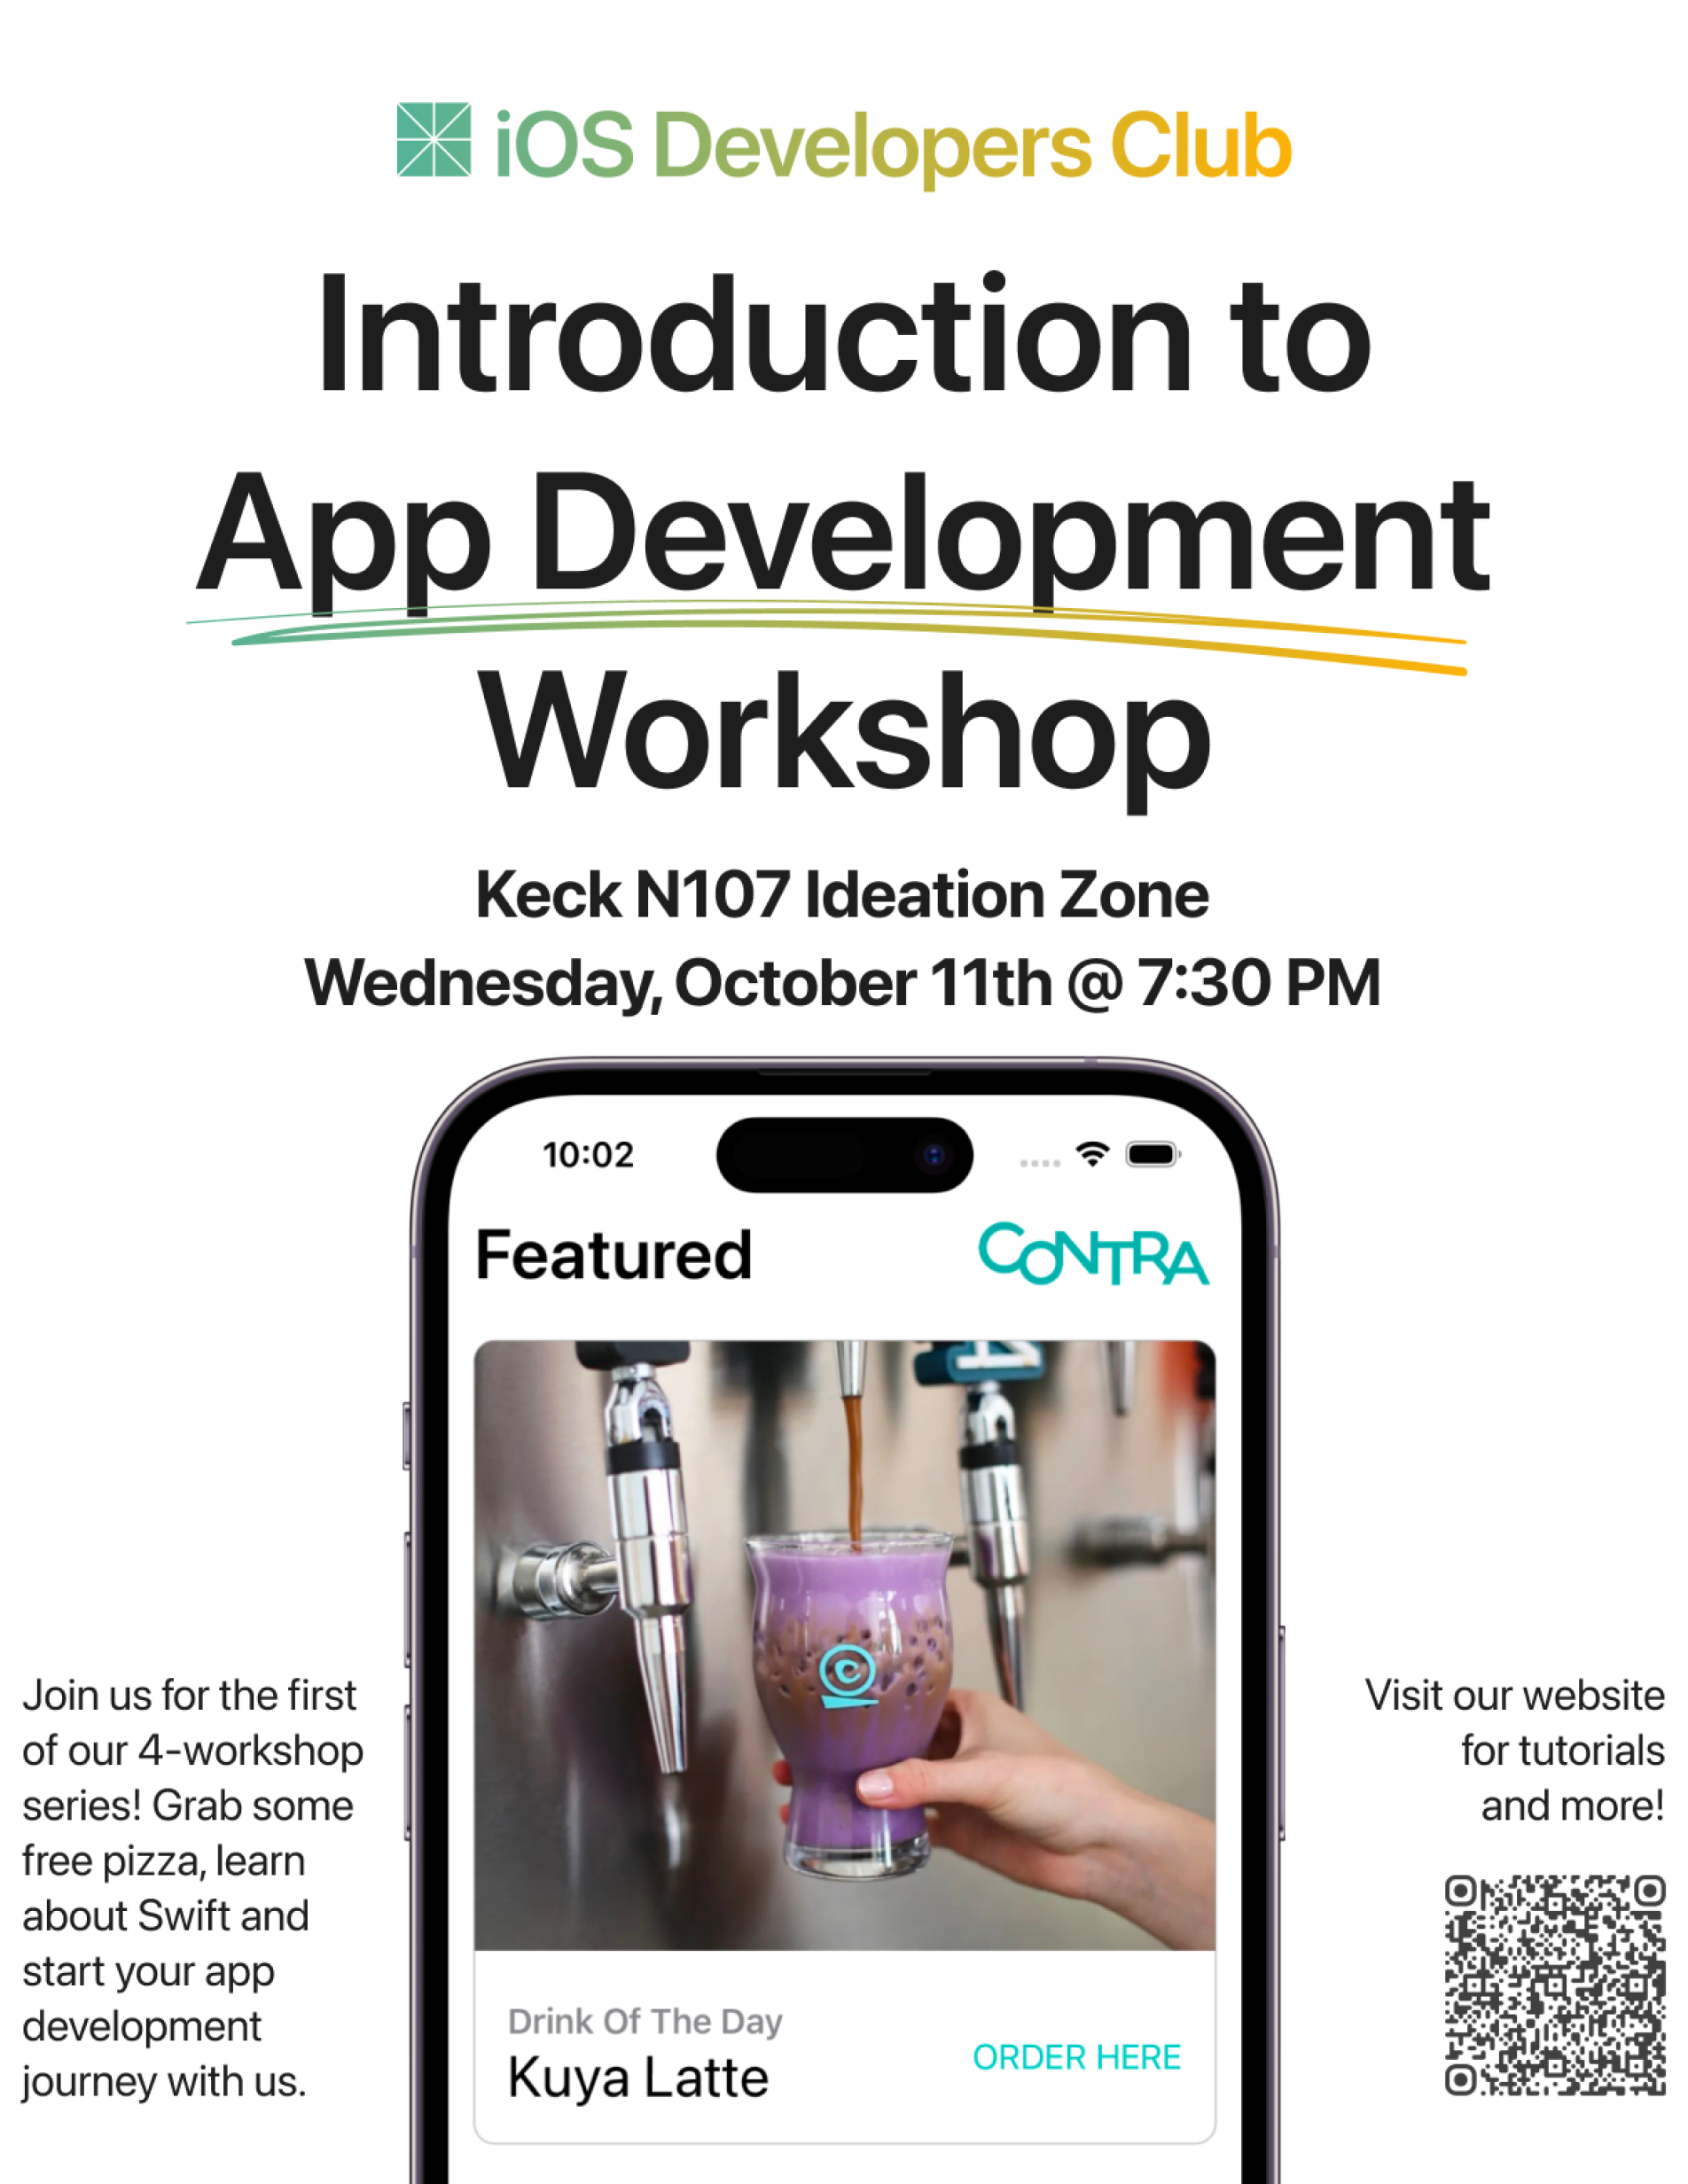 iOS Developers Club
Introduction to
App Development
Workshop
Keck N107 Ideation Zone
Wednesday, October 11th @ 7:30 PM
10:02
Featured
CONTRA
Join us for the first
of our 4-workshop
series! Grab some
free pizza, learn
about Swift and
start your app
development
journey with us.
Drink Of The Day
Kuya Latte
ORDER HERE
Visit our website
for tutorials
and more!